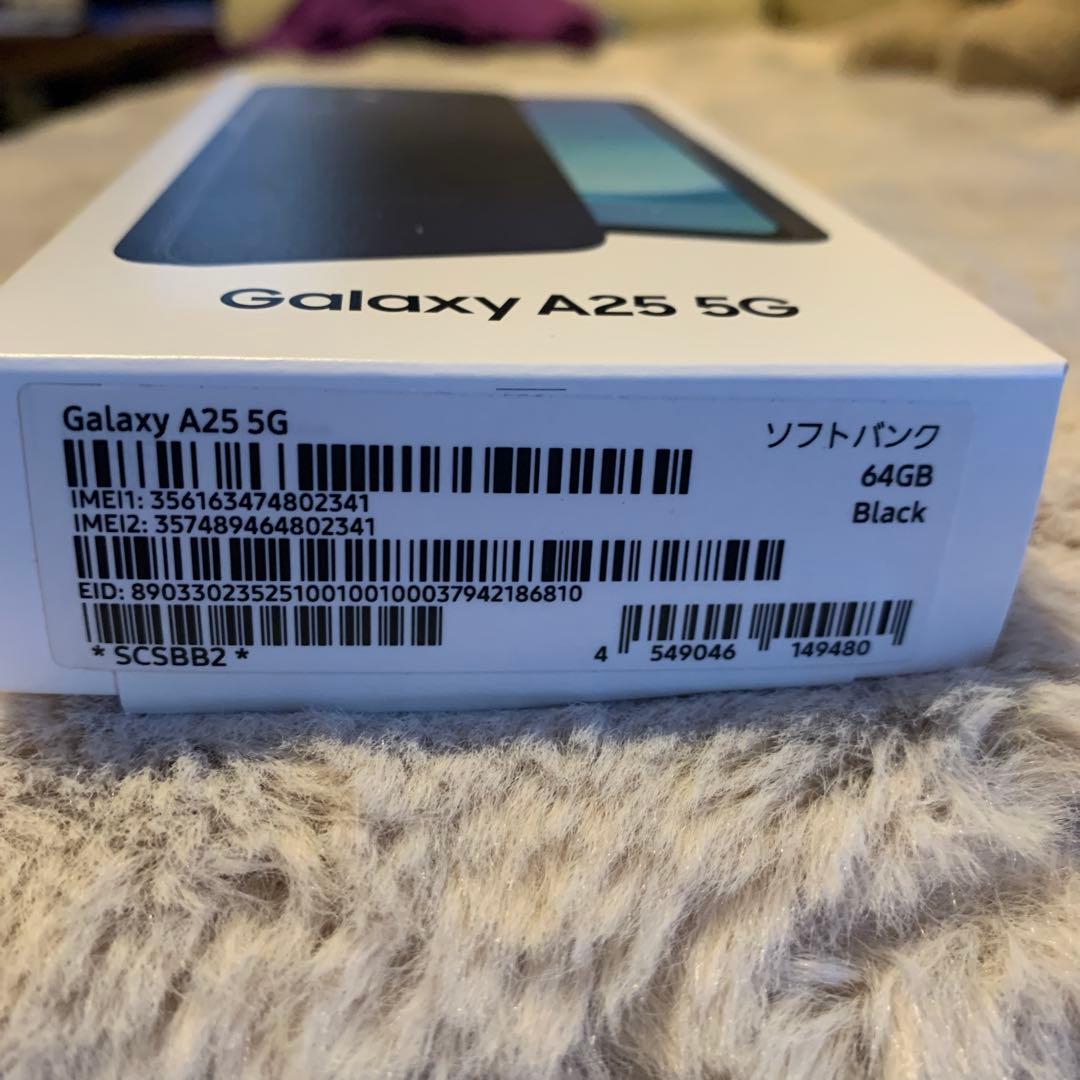 Galaxy A25 5G
Galaxy A25 5G
ソフトバンク
64GB
Black
IMEI1: 356163474802341
IMEI2: 357489464802341
EID: 89033023525100100100037942186810
* SCSBB2 *
4 549046 149480